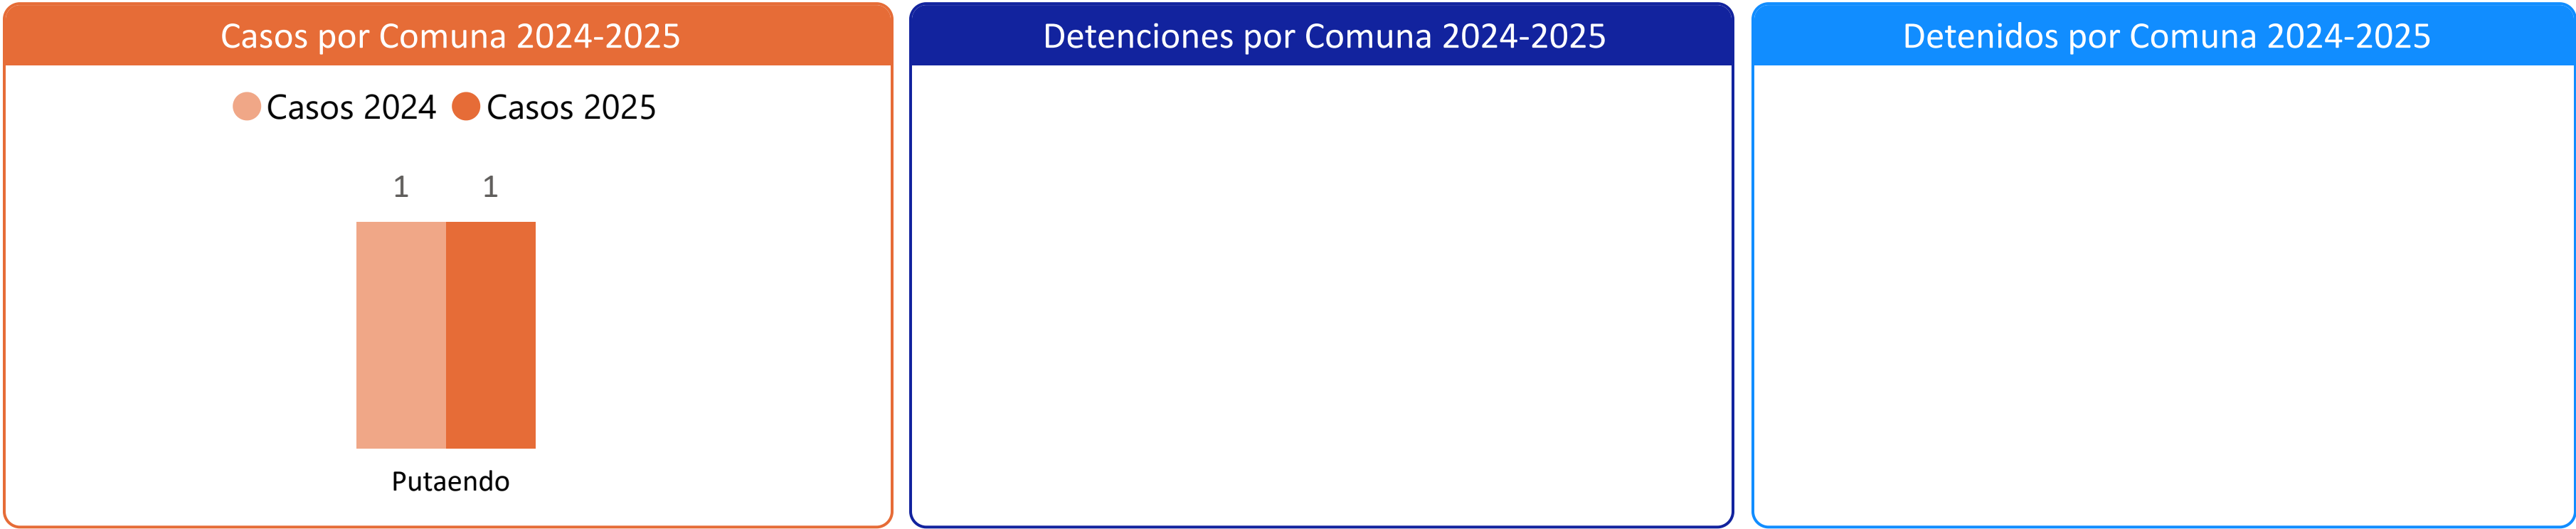 Casos por Comuna 2024-2025
Casos 2024 Casos 2025
1 1
Putaendo
Detenciones por Comuna 2024-2025
Detenidos por Comuna 2024-2025